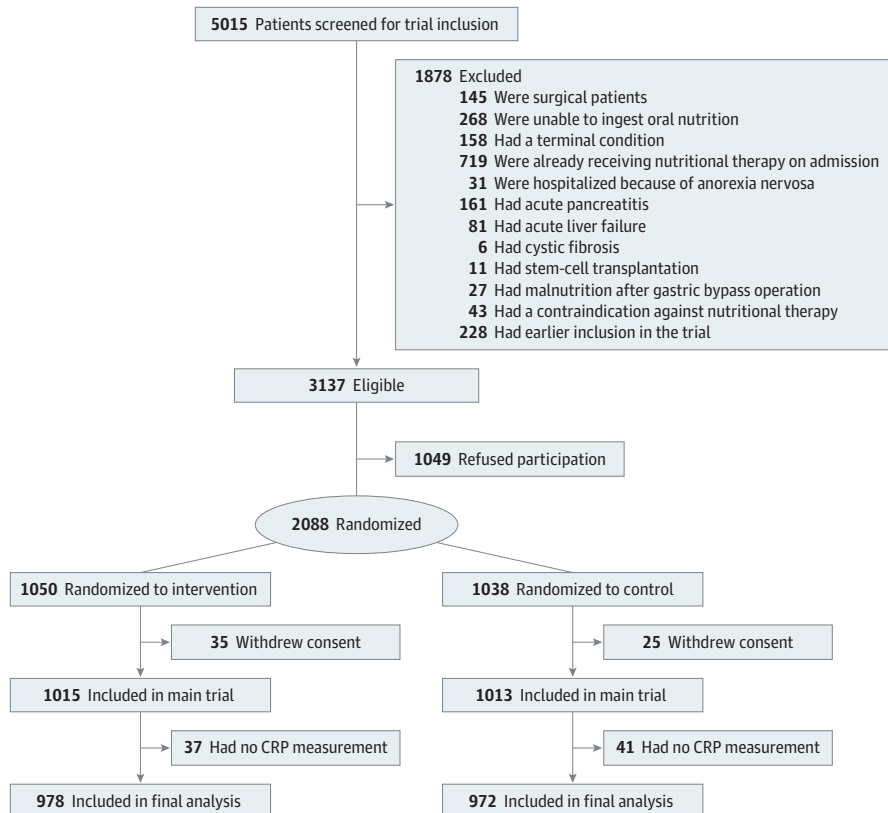 5015 Patients screened for trial inclusion
1878 Excluded
145 Were surgical patients
268 Were unable to ingest oral nutrition
158 Had a terminal condition
719 Were already receiving nutritional therapy on admission
31 Were hospitalized because of anorexia nervosa
161 Had acute pancreatitis
81 Had acute liver failure
6 Had cystic fibrosis
11 Had stem-cell transplantation
27 Had malnutrition after gastric bypass operation
43 Had a contraindication against nutritional therapy
228 Had earlier inclusion in the trial
3137 Eligible
1049 Refused participation
2088 Randomized
1050 Randomized to intervention
1038 Randomized to control
35 Withdrew consent
25 Withdrew consent
1015 Included in main trial
1013 Included in main trial
37 Had no CRP measurement
41 Had no CRP measurement
978 Included in final analysis
972 Included in final analysis